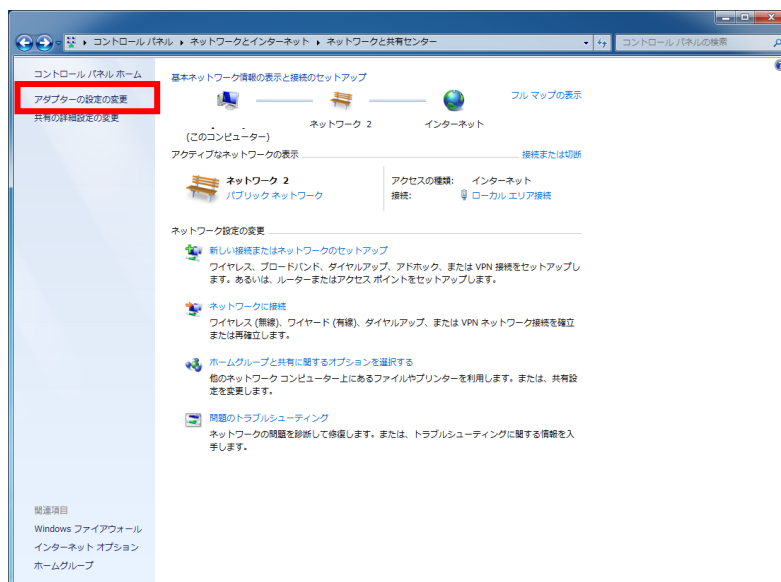 コントロール パネル ▸ ネットワークとインターネット ▸ ネットワークと共有センター
コントロール パネルの検索
コントロール パネル ホーム
アダプターの設定の変更
共有の詳細設定の変更
基本ネットワーク情報の表示と接続のセットアップ
フル マップの表示
ネットワーク 2
インターネット
(このコンピューター)
アクティブなネットワークの表示
接続または切断
ネットワーク 2
パブリック ネットワーク
アクセスの種類: インターネット
接続: ローカル エリア接続
ネットワーク設定の変更
新しい接続またはネットワークのセットアップ
ワイヤレス、ブロードバンド、ダイヤルアップ、アドホック、または VPN 接続をセットアップし
ます。あるいは、ルーターまたはアクセス ポイントをセットアップします。
ネットワークに接続
ワイヤレス (無線)、ワイヤード (有線)、ダイヤルアップ、または VPN ネットワーク接続を確立
または再確立します。
ホームグループと共有に関するオプションを選択する
他のネットワーク コンピューター上にあるファイルやプリンターを利用します。または、共有設
定を変更します。
問題のトラブルシューティング
ネットワークの問題を診断して修復します。または、トラブルシューティングに関する情報を入
手します。
関連項目
Windows ファイアウォール
インターネット オプション
ホームグループ